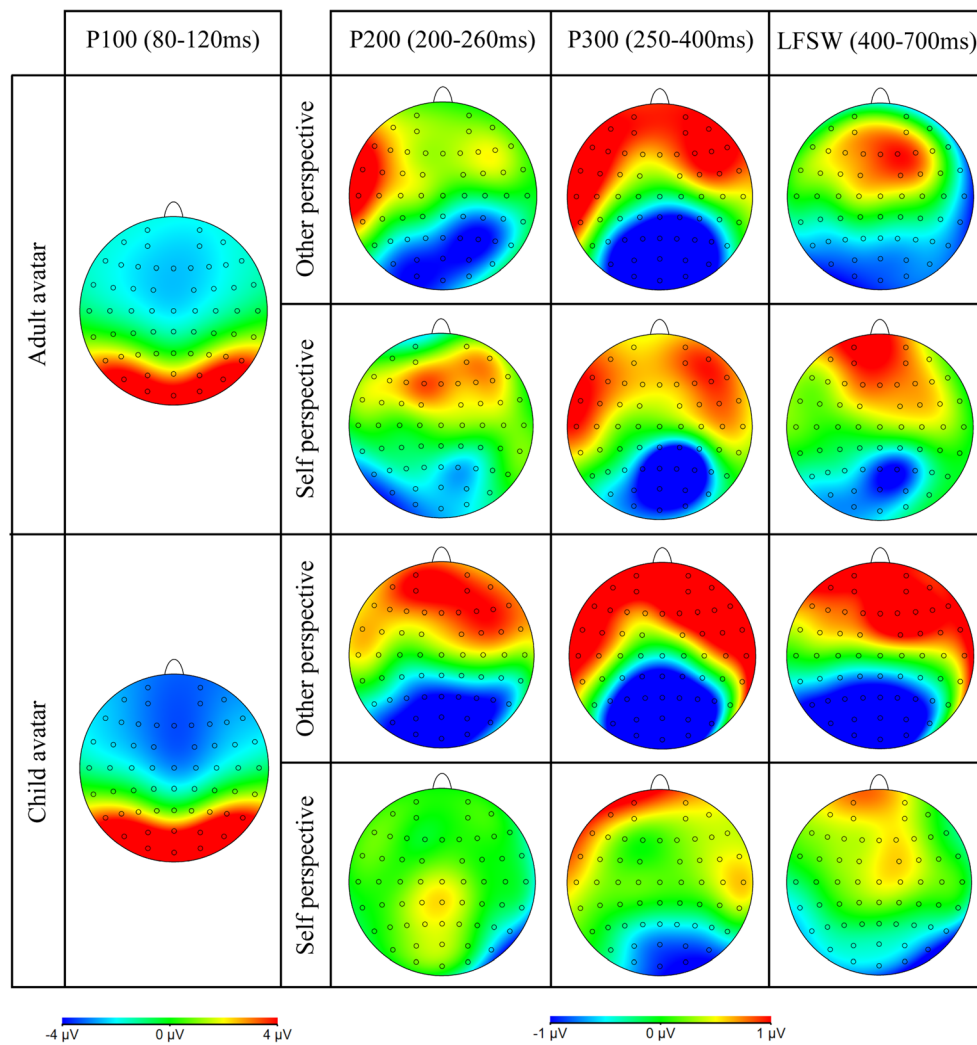 P100 (80-120ms)
P200 (200-260ms)
P300 (250-400ms)
LFSW (400-700ms)
Adult avatar
Other perspective
Self perspective
Child avatar
Other perspective
Self perspective
-4 µV
0 µV
4 µV
-1 µV
0 µV
1 µV